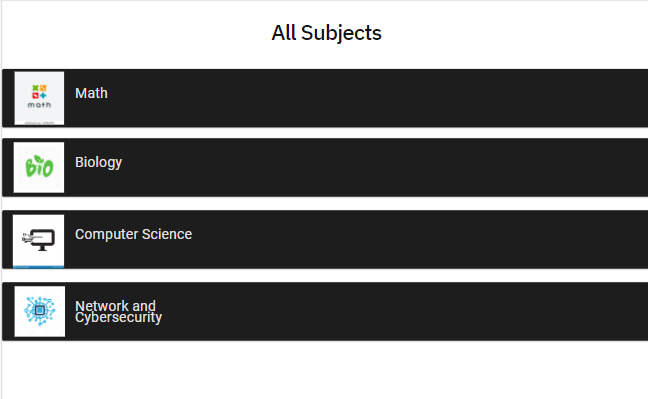 All Subjects
math
Math
BiO
Biology
Computer Science
Network and
Cybersecurity